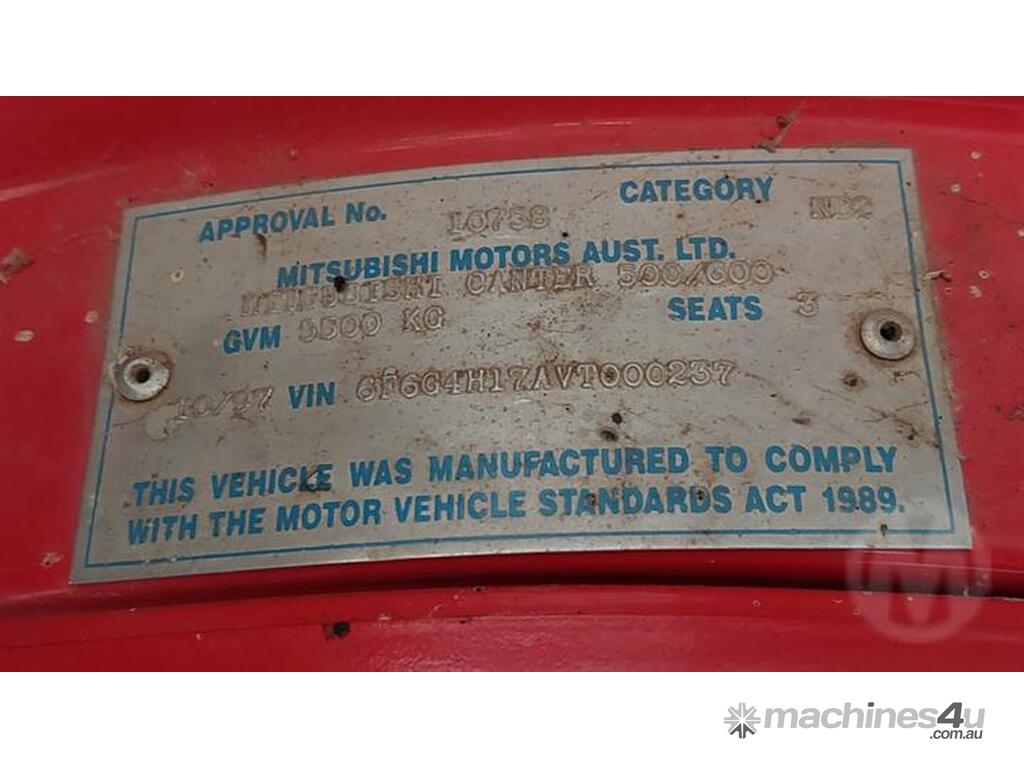 APPROVAL No. 10758 CATEGORY NB2
MITSUBISHI MOTORS AUST. LTD.
MITSUBISHI CANTER 500/600
GVM 5500 KG SEATS 3
10/97 VIN 6F6G4H17AVT000237
THIS VEHICLE WAS MANUFACTURED TO COMPLY
WITH THE MOTOR VEHICLE STANDARDS ACT 1989.
M
machines4u
.com.au